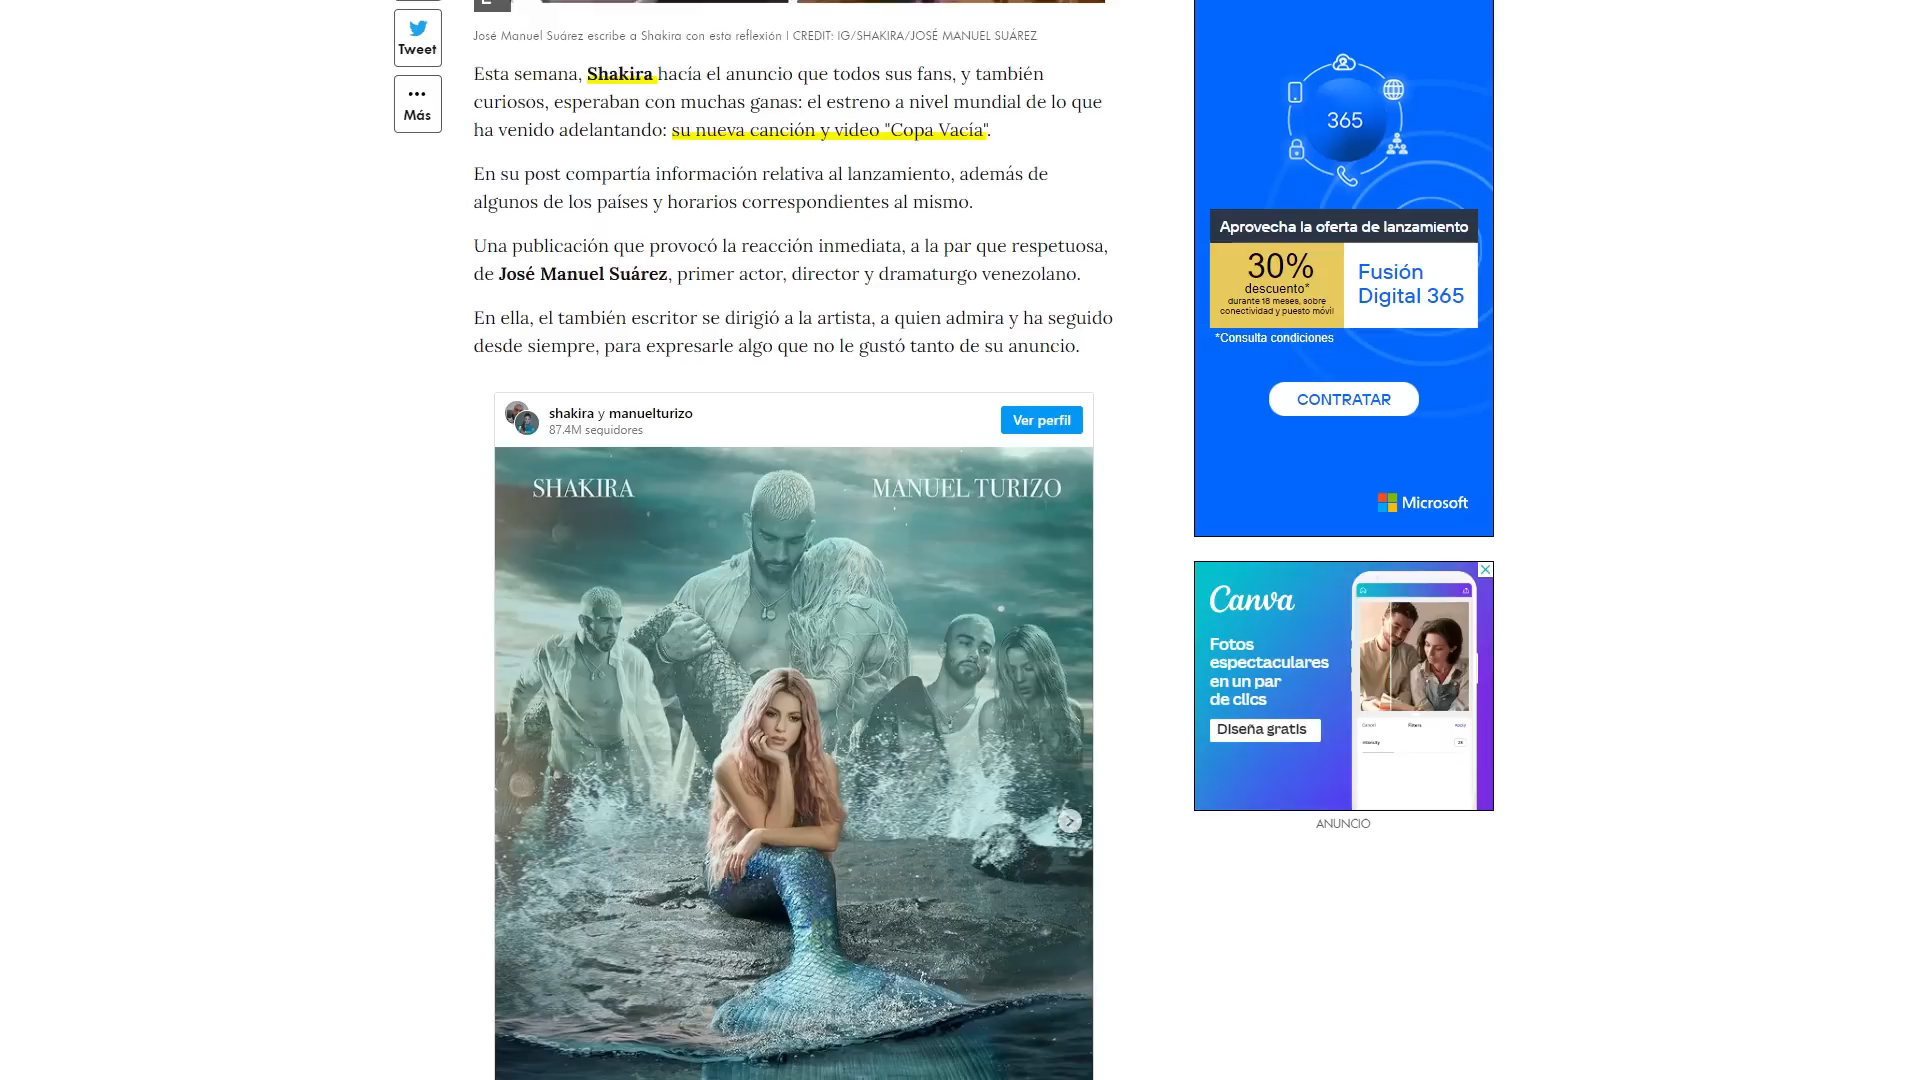 Tweet
Más
José Manuel Suárez escribe a Shakira con esta reflexión | CREDIT: IG/SHAKIRA/JOSÉ MANUEL SUÁREZ
Esta semana, Shakira hacía el anuncio que todos sus fans, y también
curiosos, esperaban con muchas ganas: el estreno a nivel mundial de lo que
ha venido adelantando: su nueva canción y video "Copa Vacía".
En su post compartía información relativa al lanzamiento, además de
algunos de los países y horarios correspondientes al mismo.
Una publicación que provocó la reacción inmediata, a la par que respetuosa,
de José Manuel Suárez, primer actor, director y dramaturgo venezolano.
En ella, el también escritor se dirigió a la artista, a quien admira y ha seguido
desde siempre, para expresarle algo que no le gustó tanto de su anuncio.
shakira y manuelturizo
87.4M seguidores
Ver perfil
SHAKIRA
MANUEL TURIZO
365
Aprovecha la oferta de lanzamiento
30%
descuento*
durante 18 meses, sobre
conectividad y puesto móvil
Fusión
Digital 365
*Consulta condiciones
CONTRATAR
Microsoft
Canva
Fotos
espectaculares
en un par
de clics
Diseña gratis
Cancel
Filters
Apply
Intensity
ANUNCIO